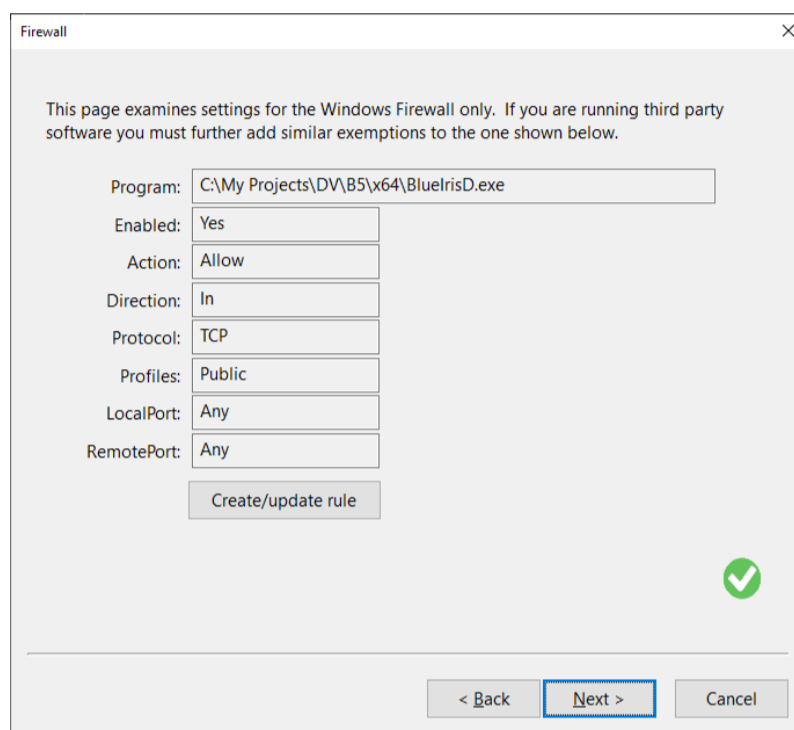 Firewall
This page examines settings for the Windows Firewall only.  If you are running third party
software you must further add similar exemptions to the one shown below.
Program: C:\My Projects\DV\B5\x64\BlueIrisD.exe
Enabled: Yes
Action: Allow
Direction: In
Protocol: TCP
Profiles: Public
LocalPort: Any
RemotePort: Any
Create/update rule
< Back Next > Cancel